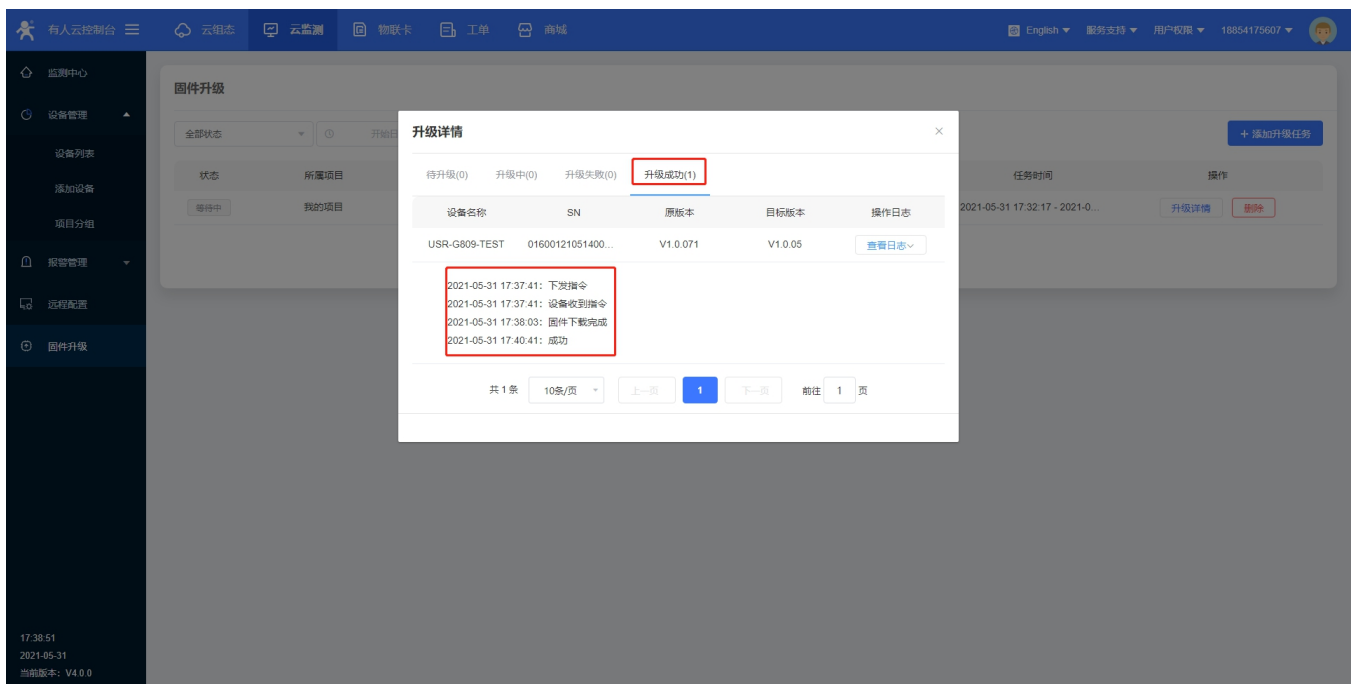 有人云控制台 云组态 云监测 物联卡 工单 商城 English 服务支持 用户权限 18854175607
监测中心
设备管理
设备列表
添加设备
项目分组
报警管理
远程配置
固件升级
17:38:51
2021-05-31
当前版本：V4.0.0
固件升级
全部状态 开始日 + 添加升级任务
状态 所属项目 任务时间 操作
等待中 我的项目 2021-05-31 17:32:17 - 2021-0... 升级详情 删除
升级详情
待升级(0) 升级中(0) 升级失败(0) 升级成功(1)
设备名称 SN 原版本 目标版本 操作日志
USR-G809-TEST 01600121051400... V1.0.071 V1.0.05 查看日志
2021-05-31 17:37:41：下发指令
2021-05-31 17:37:41：设备收到指令
2021-05-31 17:38:03：固件下载完成
2021-05-31 17:40:41：成功
共 1 条 10条/页 上一页 1 下一页 前往 1 页